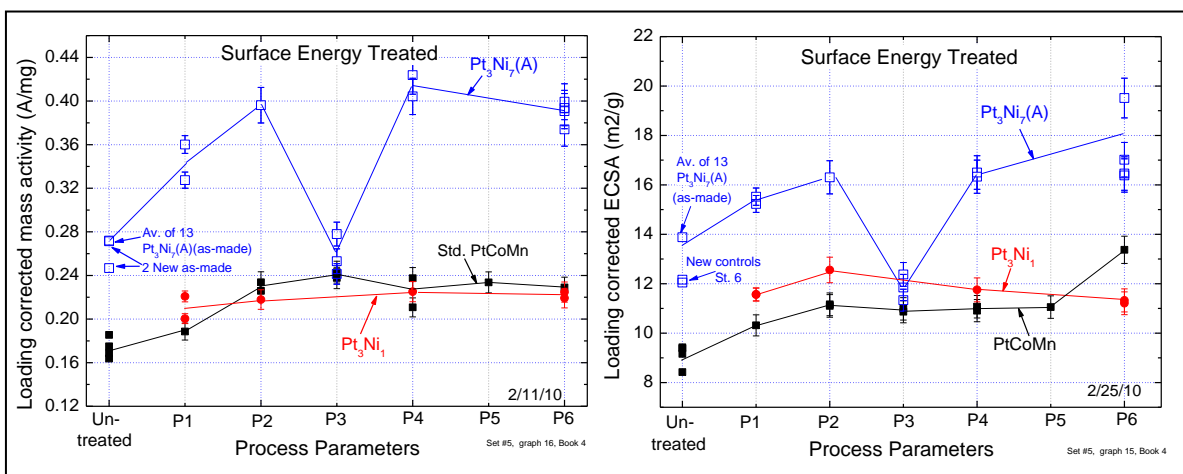 Surface Energy Treated
Pt3Ni7(A)
Av. of 13
Pt3Ni7(A)(as-made)
2 New as-made
Std. PtCoMn
Pt3Ni1
2/11/10
0.44
0.40
0.36
0.32
0.28
0.24
0.20
0.16
0.12
Loading corrected mass activity (A/mg)
Un-
treated
P1 P2 P3 P4 P5 P6
Process Parameters
Set #5, graph 16, Book 4
Surface Energy Treated
Pt3Ni7(A)
Av. of 13
Pt3Ni7(A)
(as-made)
New controls
St. 6
Pt3Ni1
PtCoMn
2/25/10
22
20
18
16
14
12
10
8
Loading corrected ECSA (m2/g)
Un-
treated
P1 P2 P3 P4 P5 P6
Process Parameters
Set #5, graph 15, Book 4